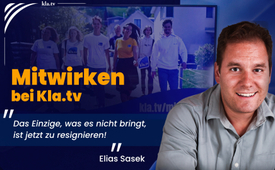 kla.tv
Mitwirken
bei Kla.tv
"Das Einzige, was es nicht bringt,
ist jetzt zu resignieren!"
Elias Sasek